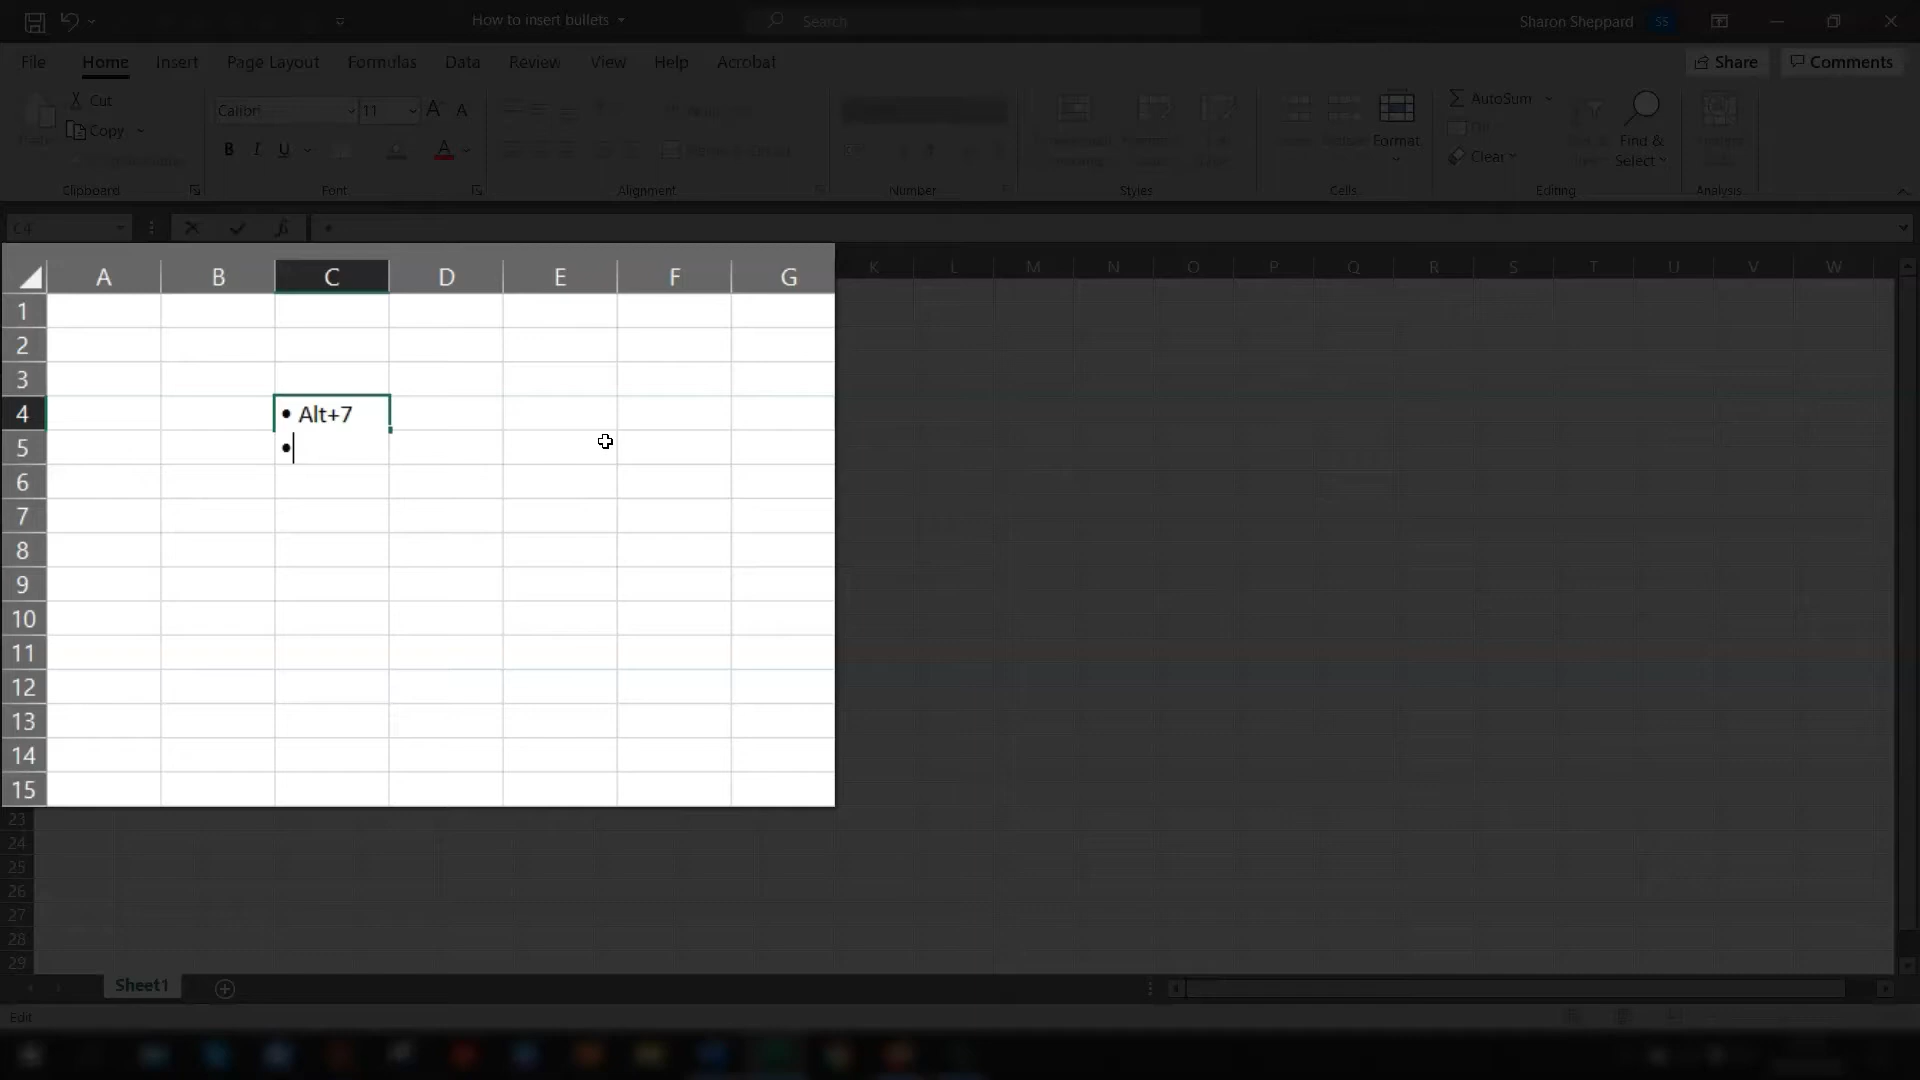 How to insert bullets
Search
Sharon Sheppard
SS
File Home Insert Page Layout Formulas Data Review View Help Acrobat
Share
Comments
Cut
Copy
Calibri
11
A A
B I U
A
Format
AutoSum
Fill
Clear
Find &
Select
Clipboard
Font
Alignment
Number
Styles
Cells
Editing
Analysis
C4
fx
•
A B C D E F G K L M N O P Q R S T U V W
1
2
3
4 • Alt+7
5 •
6
7
8
9
10
11
12
13
14
15
23
24
25
26
27
28
29
Sheet1
Edit